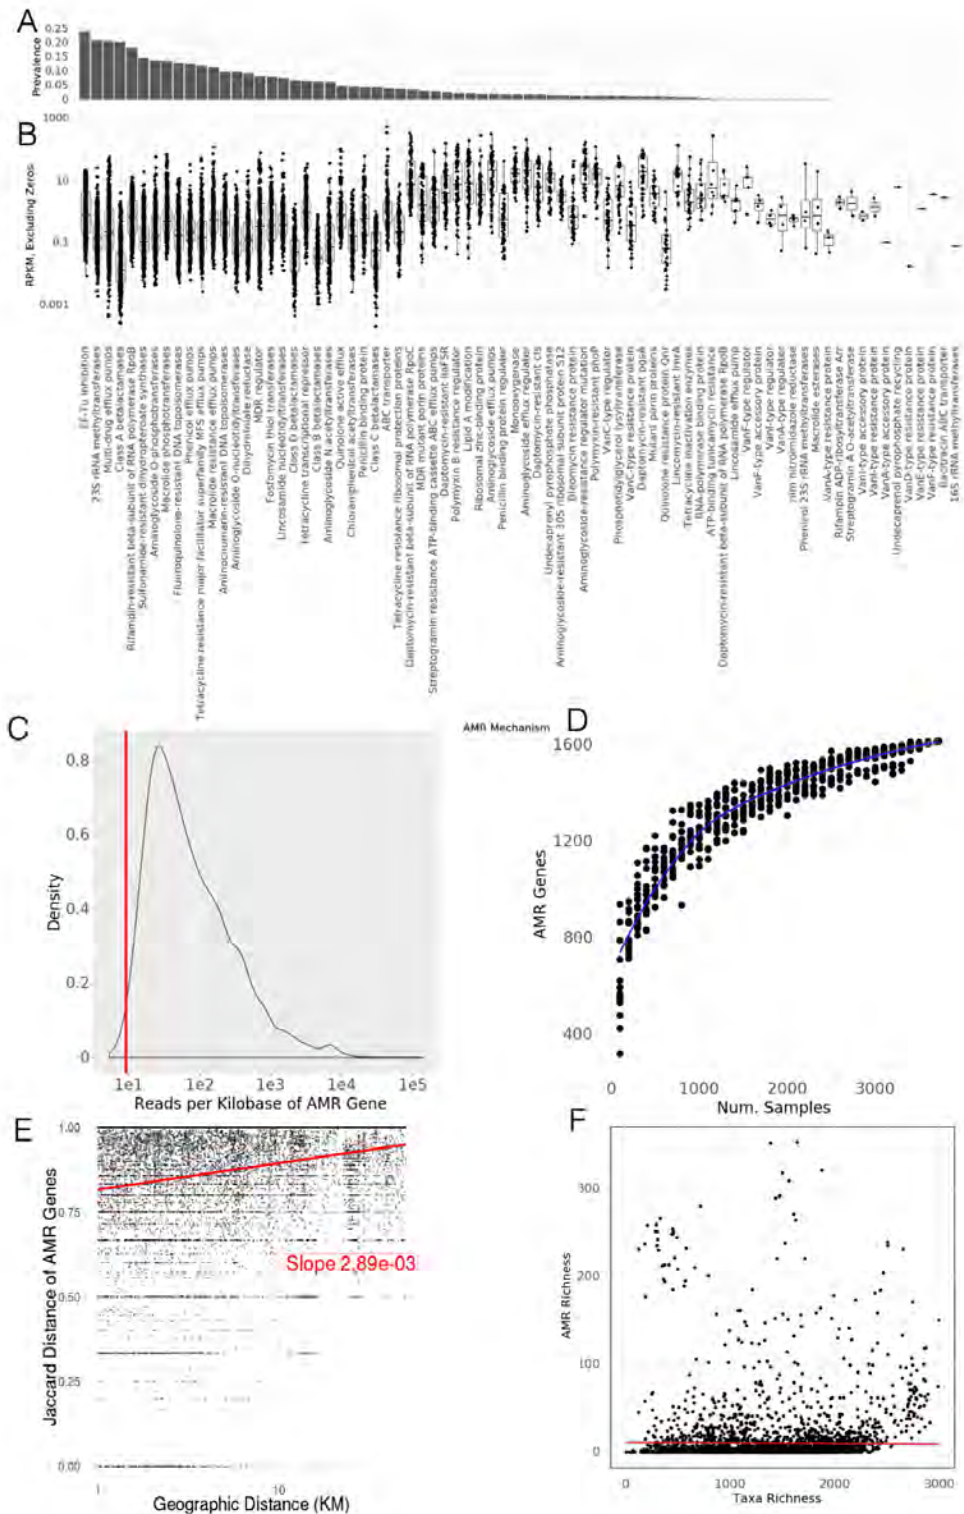 A
Prevalence
0.25
0.20
0.15
0.10
0.05
0
B
RPKM, Excluding Zeros
1000
10
0.1
0.001
EF-Tu inhibition
23S rRNA methyltransferases
Multi-drug efflux pumps
Class A betalactamases
Rifampin-resistant beta-subunit of RNA polymerase RpoB
Sulfonamide-resistant dihydropteroate synthases
Aminoglycoside O-phosphotransferases
Macrolide phosphotransferases
Fluoroquinolone-resistant DNA topoisomerases
Phenicol efflux pumps
Tetracycline resistance major facilitator superfamily MFS efflux pumps
Macrolide resistance efflux pumps
Aminocoumarin-resistant DNA topoisomerases
Aminoglycoside O-nucleotidyltransferases
Dihydrofolate reductase
MDR regulator
Fosfomycin thiol transferases
Lincosamide nucleotidyltransferases
Class D betalactamases
Tetracycline transcriptional repressor
Class B betalactamases
Aminoglycoside N-acetyltransferases
Quinolone active efflux
Chloramphenicol acetyltransferases
Penicillin binding protein
Class C betalactamases
ABC transporter
Tetracycline resistance ribosomal protection proteins
Daptomycin-resistant beta-subunit of RNA polymerase RpoC
MDR mutant porin proteins
Streptogramin resistance ATP-binding cassette ABC efflux pumps
Daptomycin-resistant liaFSR
Polymyxin B resistance regulator
Lipid A modification
Ribosomal zinc-binding protein
Aminoglycoside efflux pumps
Penicillin binding protein regulator
Monooxygenase
Aminoglycoside efflux regulator
Daptomycin-resistant cls
Undecaprenyl pyrophosphate phosphatase
Aminoglycoside-resistant 30S ribosomal protein S12
Bleomycin resistance protein
Aminoglycoside-resistance regulator mutation
Polymyxin-resistant phoP
VanC-type regulator
Phosphatidylglycerol lysyltransferase
VanC-type resistance protein
Daptomycin-resistant pgsA
Mutant porin proteins
Quinolone resistance protein Qnr
Lincomycin-resistant lmrA
Tetracycline inactivation enzymes
RNA-polymerase binding protein
ATP-binding tunicamycin resistance
Daptomycin-resistant beta-subunit of RNA polymerase RpoB
Lincosamide efflux pump
VanF-type regulator
VanF-type accessory protein
VanI-type regulator
VanA-type regulator
nim nitroimidazole reductase
Phenicol 23S rRNA methyltransferases
Macrolide esterases
VanA-type resistance protein
Rifampin ADP-ribosyltransferase Arr
Streptogramin A O-acetyltransferase
VanI-type accessory protein
VanI-type resistance protein
VanA-type accessory protein
Undecaprenol pyrophosphate recycling
VanD-type resistance protein
VanE-type resistance protein
VanF-type resistance protein
Bacitracin ABC transporter
16S rRNA methyltransferases
AMR Mechanism
C
Density
0.8
0.6
0.4
0.2
0
1e1 1e2 1e3 1e4 1e5
Reads per Kilobase of AMR Gene
D
AMR Genes
1600
1200
800
400
0 1000 2000 3000
Num. Samples
E
Jaccard Distance of AMR Genes
1.00
0.75
0.50
0.25
0.00
Slope 2.89e-03
1 10
Geographic Distance (KM)
F
AMR Richness
300
200
100
0
0 1000 2000 3000
Taxa Richness